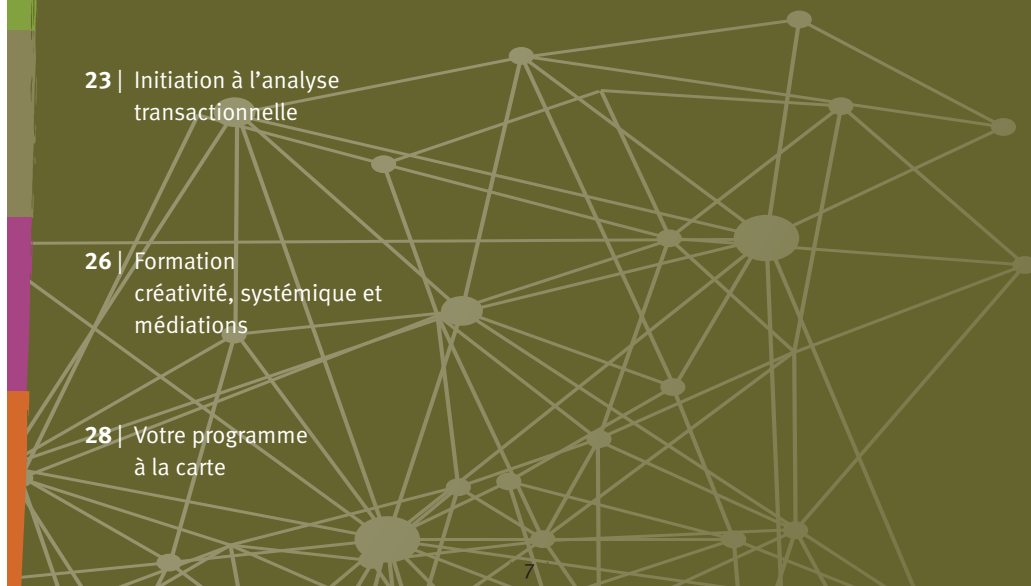 23 | Initiation à l’analyse
transactionnelle
26 | Formation
créativité, systémique et
médiations
28 | Votre programme
à la carte
7